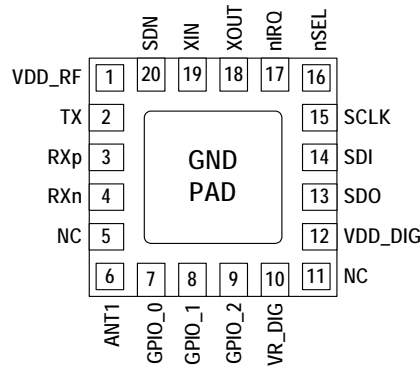 SDN XIN XOUT nIRQ nSEL
20 19 18 17 16
VDD_RF 1
TX 2 15 SCLK
RXp 3 GND 14 SDI
RXn 4 PAD 13 SDO
NC 5 12 VDD_DIG
6 7 8 9 10 11 NC
ANT1 GPIO_0 GPIO_1 GPIO_2 VR_DIG